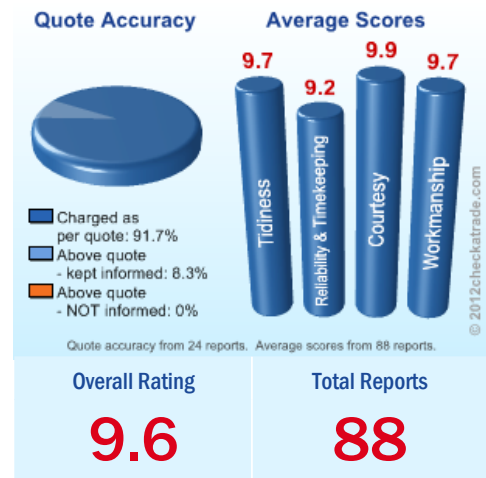 Quote Accuracy
Charged as
per quote: 91.7%
Above quote
- kept informed: 8.3%
Above quote
- NOT informed: 0%
Average Scores
9.7
9.2
9.9
9.7
Tidiness
Reliability & Timekeeping
Courtesy
Workmanship
© 2012checkatrade.com
Quote accuracy from 24 reports. Average scores from 88 reports.
Overall Rating
9.6
Total Reports
88